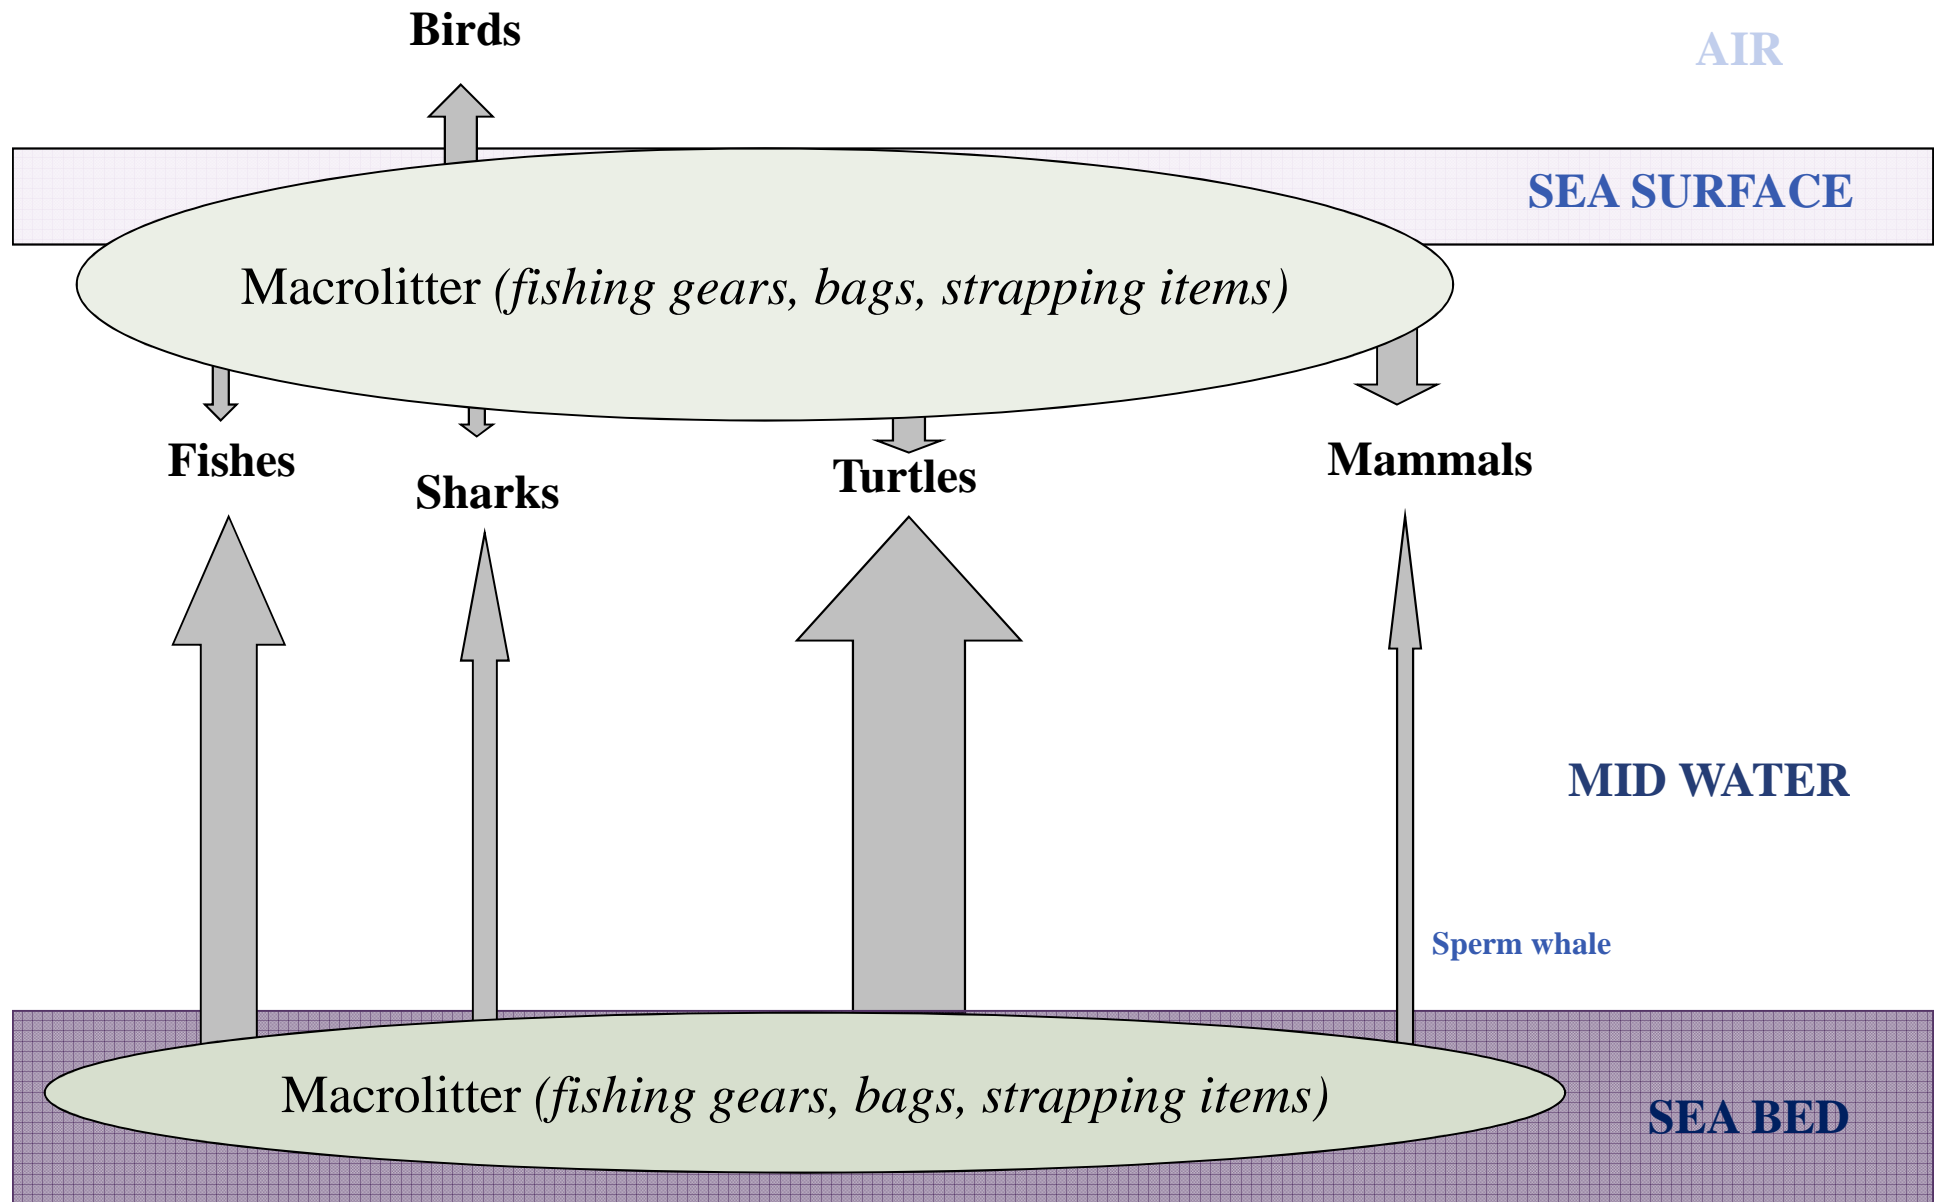 Birds
AIR
SEA SURFACE
Macrolitter (fishing gears, bags, strapping items)
Fishes
Sharks
Turtles
Mammals
MID WATER
Sperm whale
Macrolitter (fishing gears, bags, strapping items)
SEA BED